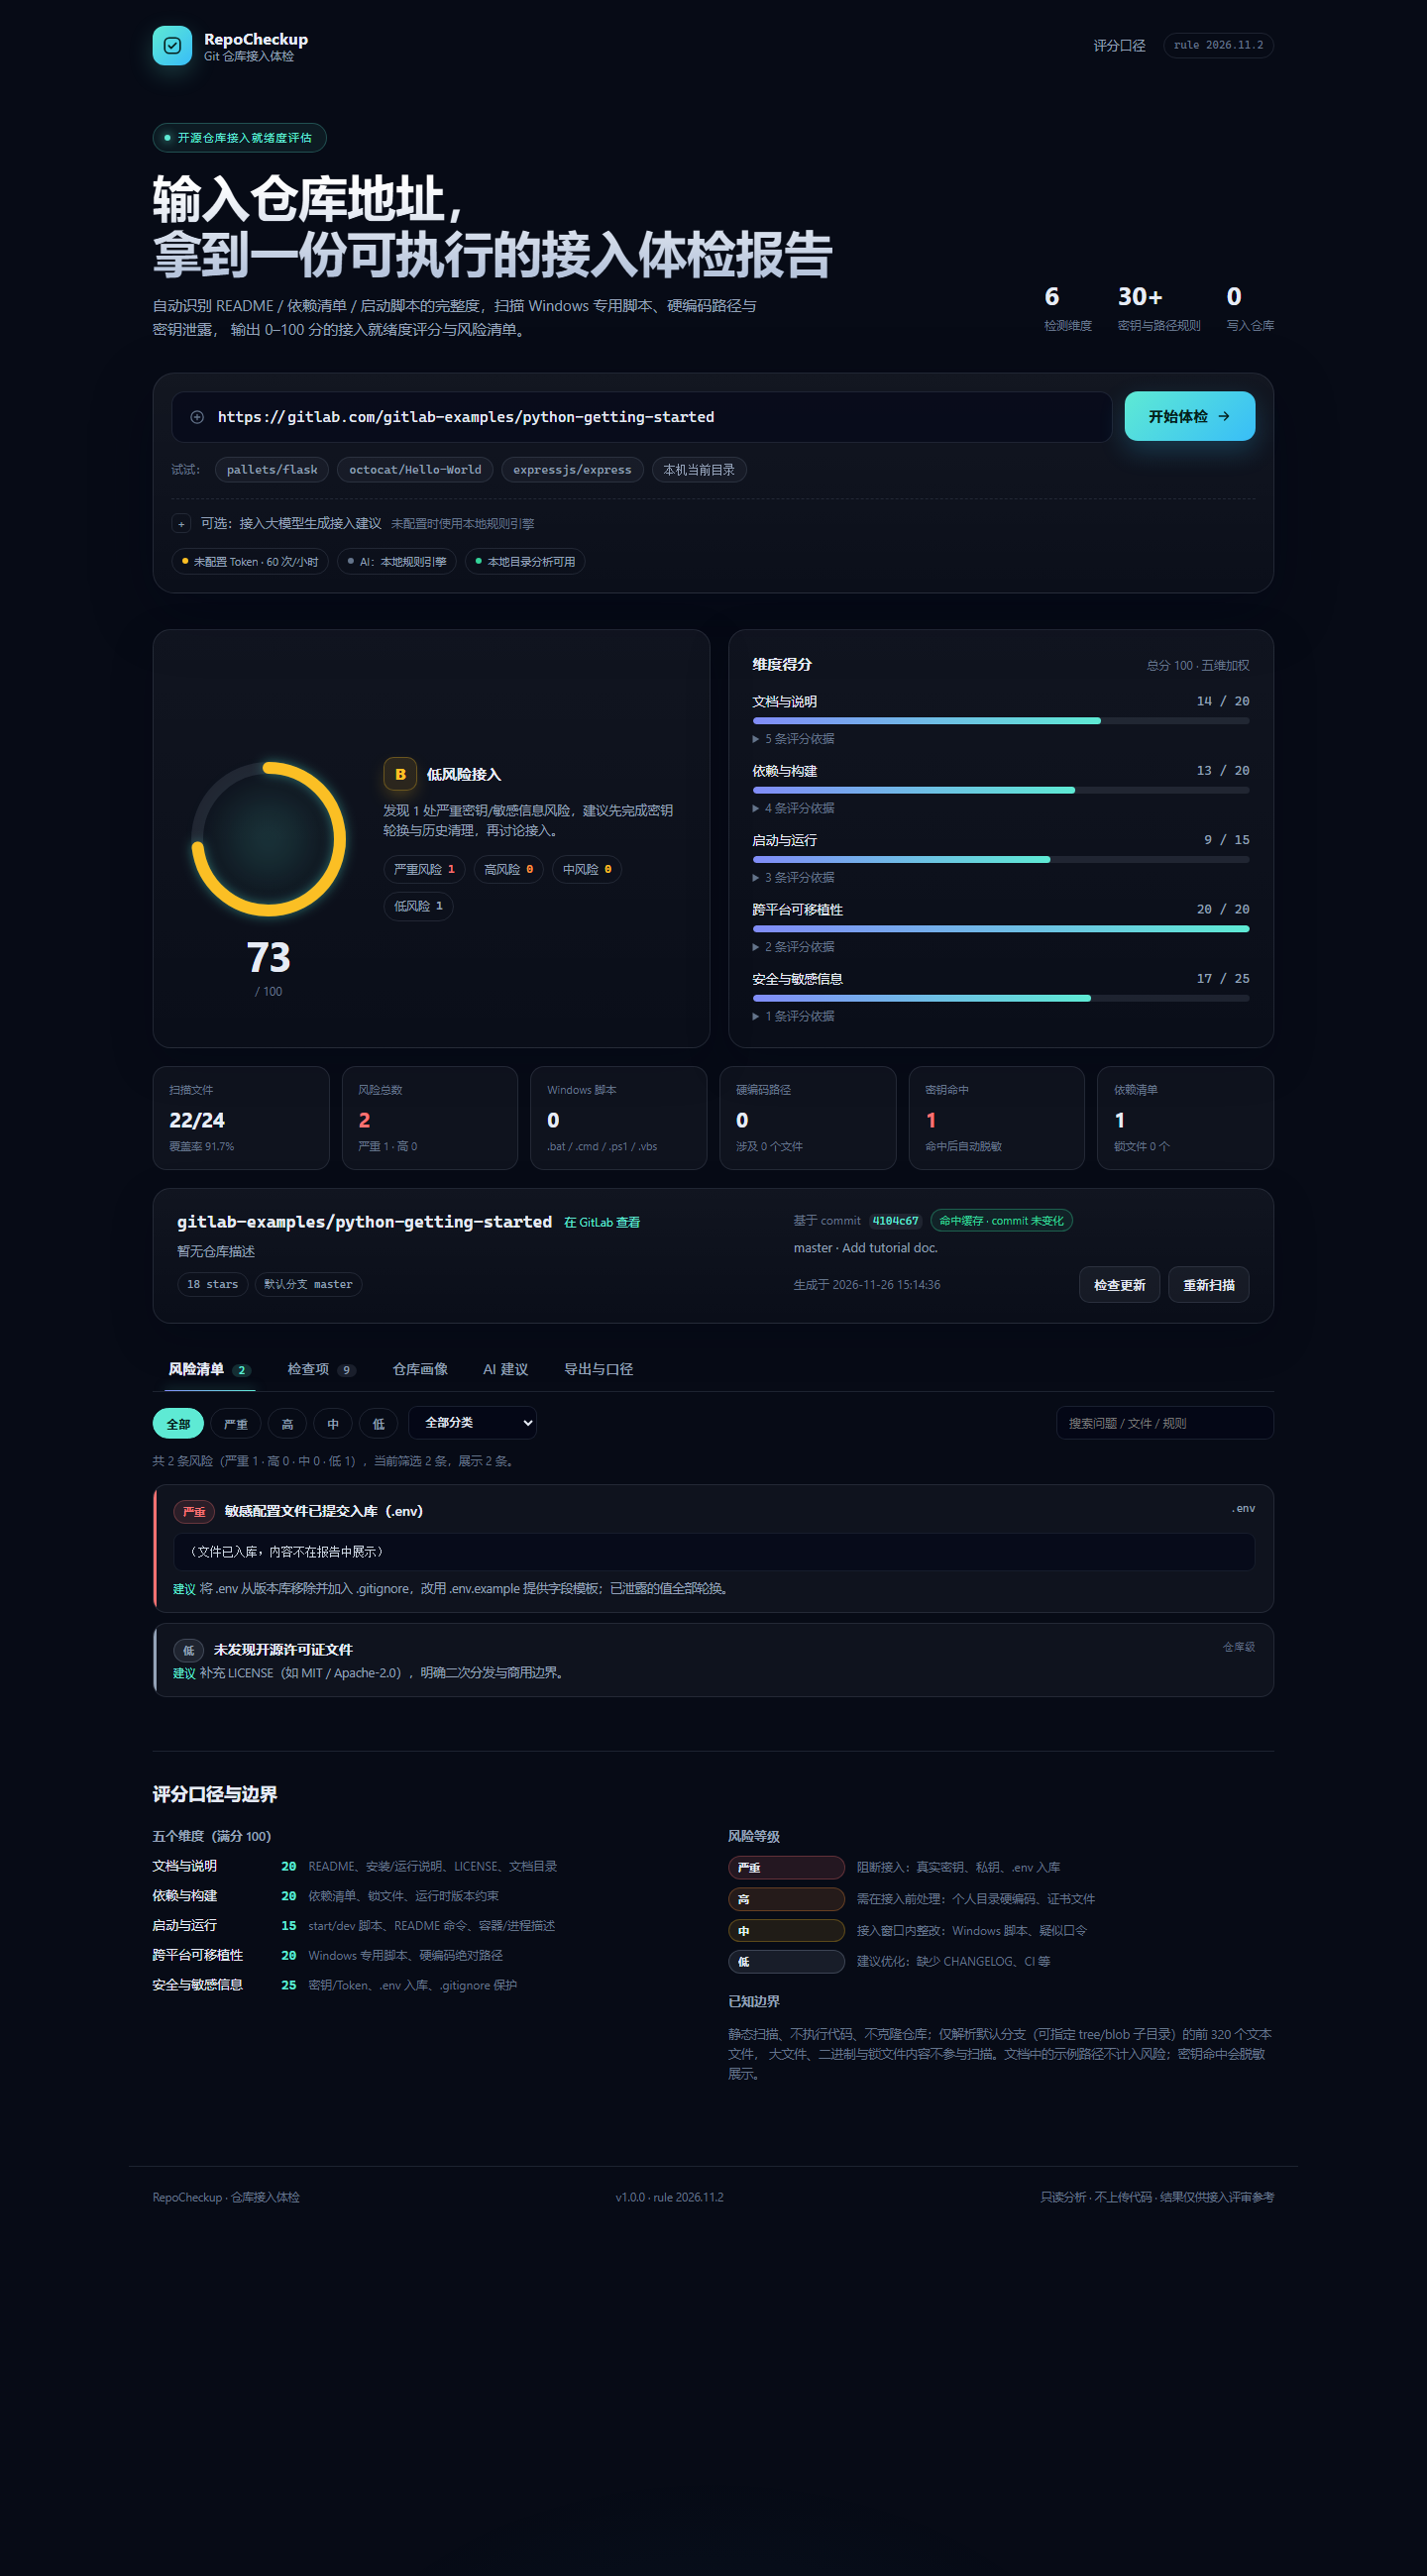 RepoCheckup
Git 仓库接入体检
评分口径
rule 2026.11.2
开源仓库接入就绪度评估
输入仓库地址，
拿到一份可执行的接入体检报告
自动识别 README / 依赖清单 / 启动脚本的完整度，扫描 Windows 专用脚本、硬编码路径与
密钥泄露， 输出 0–100 分的接入就绪度评分与风险清单。
6
检测维度
30+
密钥与路径规则
0
写入仓库
https://gitlab.com/gitlab-examples/python-getting-started
开始体检 →
试试：
pallets/flask
octocat/Hello-World
expressjs/express
本机当前目录
+ 可选：接入大模型生成接入建议 未配置时使用本地规则引擎
未配置 Token · 60 次/小时
AI：本地规则引擎
本地目录分析可用
73
/ 100
B 低风险接入
发现 1 处严重密钥/敏感信息风险，建议先完成密钥
轮换与历史清理，再讨论接入。
严重风险 1
高风险 0
中风险 0
低风险 1
维度得分
总分 100 · 五维加权
文档与说明 14 / 20
▶ 5 条评分依据
依赖与构建 13 / 20
▶ 4 条评分依据
启动与运行 9 / 15
▶ 3 条评分依据
跨平台可移植性 20 / 20
▶ 2 条评分依据
安全与敏感信息 17 / 25
▶ 1 条评分依据
扫描文件
22/24
覆盖率 91.7%
风险总数
2
严重 1 · 高 0
Windows 脚本
0
.bat / .cmd / .ps1 / .vbs
硬编码路径
0
涉及 0 个文件
密钥命中
1
命中后自动脱敏
依赖清单
1
锁文件 0 个
gitlab-examples/python-getting-started 在 GitLab 查看
暂无仓库描述
18 stars
默认分支 master
基于 commit 4104c67 命中缓存 · commit 未变化
master · Add tutorial doc.
生成于 2026-11-26 15:14:36
检查更新
重新扫描
风险清单 2
检查项 9
仓库画像
AI 建议
导出与口径
全部
严重
高
中
低
全部分类
搜索问题 / 文件 / 规则
共 2 条风险（严重 1 · 高 0 · 中 0 · 低 1），当前筛选 2 条，展示 2 条。
严重 敏感配置文件已提交入库（.env） .env
（文件已入库，内容不在报告中展示）
建议 将 .env 从版本库移除并加入 .gitignore，改用 .env.example 提供字段模板；已泄露的值全部轮换。
低 未发现开源许可证文件 仓库级
建议 补充 LICENSE（如 MIT / Apache-2.0），明确二次分发与商用边界。
评分口径与边界
五个维度（满分 100）
文档与说明 20 README、安装/运行说明、LICENSE、文档目录
依赖与构建 20 依赖清单、锁文件、运行时版本约束
启动与运行 15 start/dev 脚本、README 命令、容器/进程描述
跨平台可移植性 20 Windows 专用脚本、硬编码绝对路径
安全与敏感信息 25 密钥/Token、.env 入库、.gitignore 保护
风险等级
严重 阻断接入：真实密钥、私钥、.env 入库
高 需在接入前处理：个人目录硬编码、证书文件
中 接入窗口内整改：Windows 脚本、疑似口令
低 建议优化：缺少 CHANGELOG、CI 等
已知边界
静态扫描、不执行代码、不克隆仓库；仅解析默认分支（可指定 tree/blob 子目录）的前 320 个文本
文件， 大文件、二进制与锁文件内容不参与扫描。文档中的示例路径不计入风险；密钥命中会脱敏
展示。
RepoCheckup · 仓库接入体检
v1.0.0 · rule 2026.11.2
只读分析 · 不上传代码 · 结果仅供接入评审参考